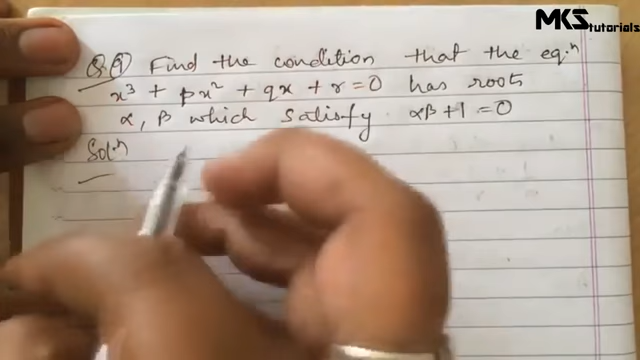 MKS tutorials
Q.9) Find the condition that the eq.n
x³ + px² + qx + r = 0 has roots
α, β which satisfy αβ + 1 = 0
Sol.n